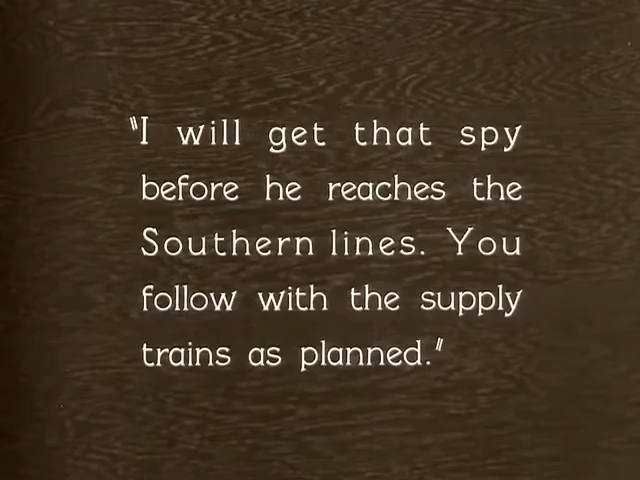 "I will get that spy
before he reaches the
Southern lines. You
follow with the supply
trains as planned."